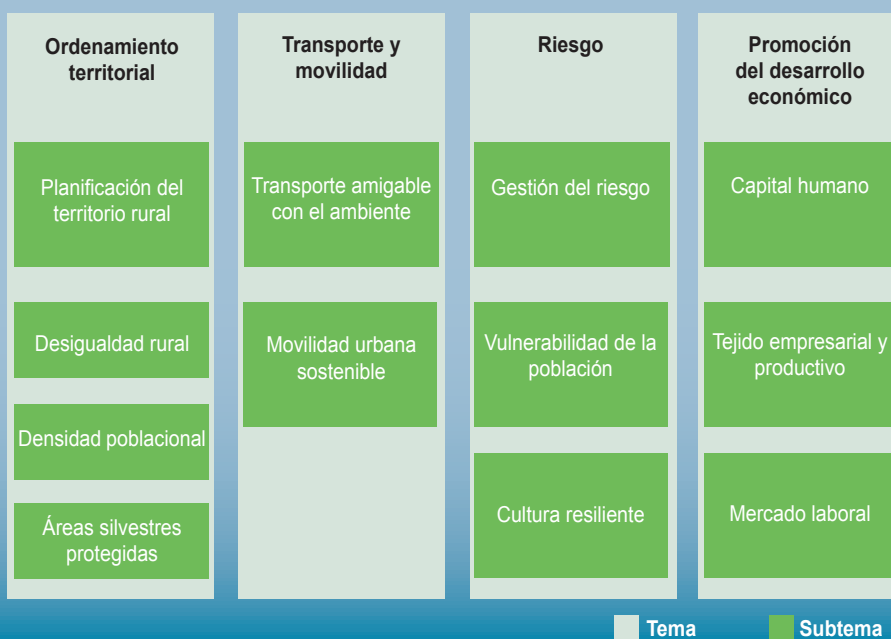 Ordenamiento
territorial
Planificación del
territorio rural
Desigualdad rural
Densidad poblacional
Áreas silvestres
protegidas
Transporte y
movilidad
Transporte amigable
con el ambiente
Movilidad urbana
sostenible
Riesgo
Gestión del riesgo
Vulnerabilidad de la
población
Cultura resiliente
Promoción
del desarrollo
económico
Capital humano
Tejido empresarial y
productivo
Mercado laboral
Tema
Subtema